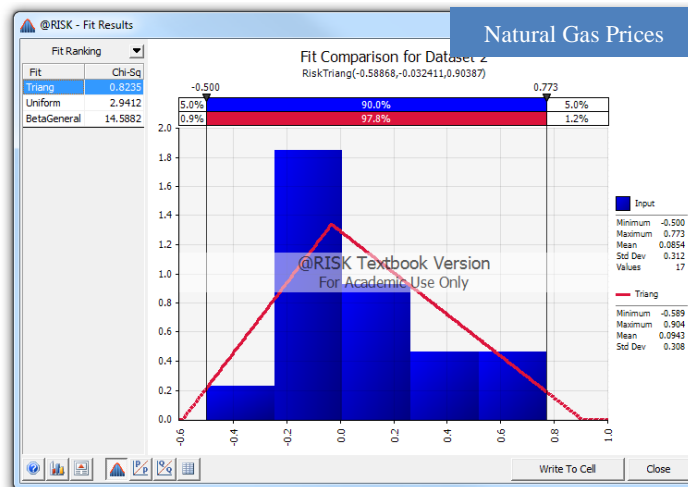 @RISK - Fit Results
Natural Gas Prices
Fit Ranking
Fit Chi-Sq
Triang 0.8235
Uniform 2.9412
BetaGeneral 14.5882
Fit Comparison for Dataset 2
RiskTriang(-0.58868,-0.032411,0.90387)
-0.500 0.773
5.0% 90.0% 5.0%
0.9% 97.8% 1.2%
2.0
1.8
1.6
1.4
1.2
1.0
0.8
0.6
0.4
0.2
0.0
-0.6 -0.4 -0.2 0.0 0.2 0.4 0.6 0.8 1.0
@RISK Textbook Version
For Academic Use Only
Input
Minimum -0.500
Maximum 0.773
Mean 0.0854
Std Dev 0.312
Values 17
Triang
Minimum -0.589
Maximum 0.904
Mean 0.0943
Std Dev 0.308
P/P Q/Q
Write To Cell Close